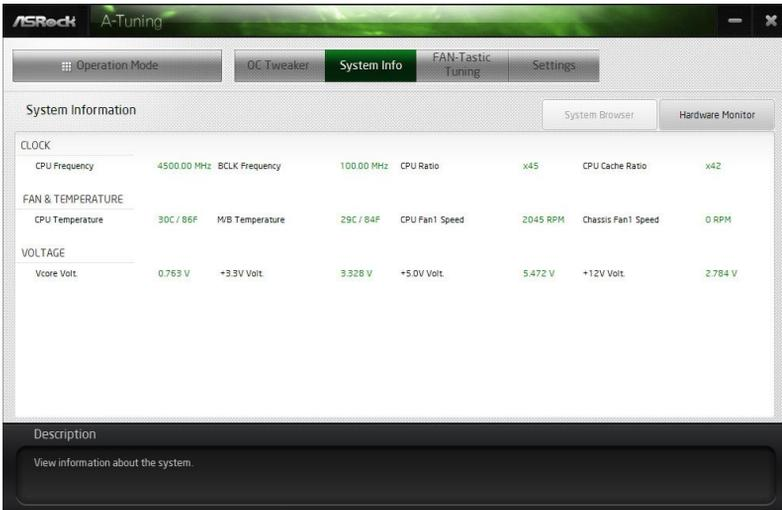 ASRock A-Tuning
Operation Mode OC Tweaker System Info FAN-Tastic Tuning Settings
System Information System Browser Hardware Monitor
CLOCK
CPU Frequency 4500.00 MHz BCLK Frequency 100.00 MHz CPU Ratio x45 CPU Cache Ratio x42
FAN & TEMPERATURE
CPU Temperature 30C / 86F M/B Temperature 29C / 84F CPU Fan1 Speed 2045 RPM Chassis Fan1 Speed 0 RPM
VOLTAGE
Vcore Volt. 0.763 V +3.3V Volt. 3.328 V +5.0V Volt. 5.472 V +12V Volt. 2.784 V
Description
View information about the system.